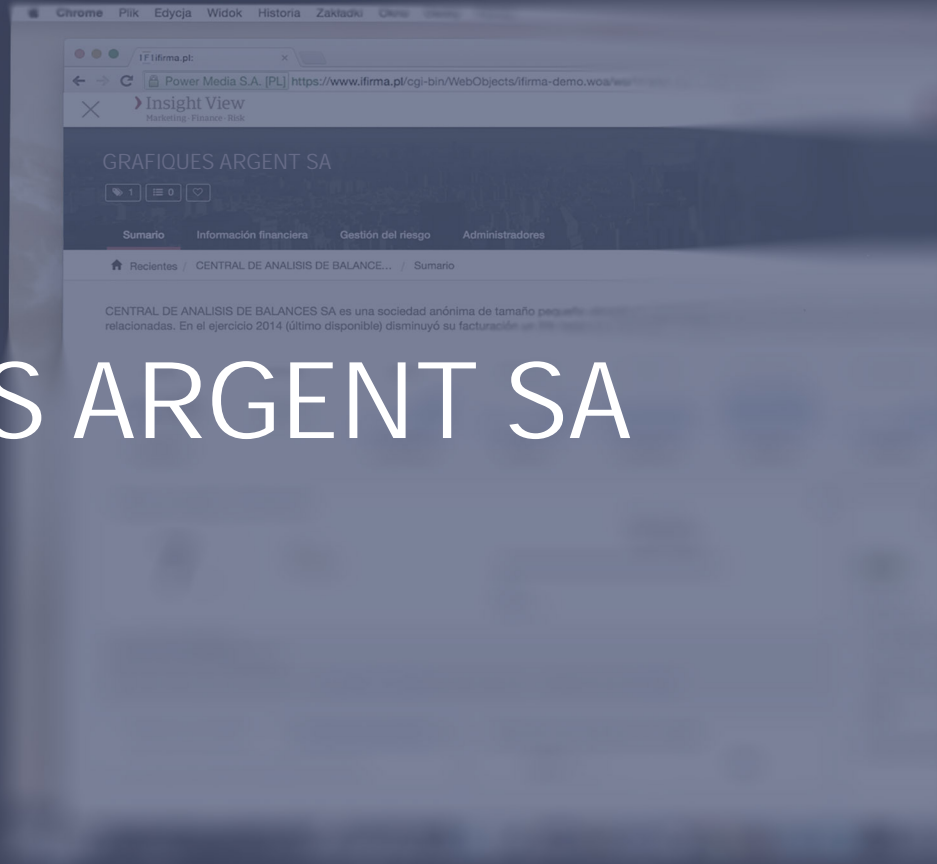 Chrome Plik Edycja Widok Historia Zakładki Okno
ifirma.pl:
Power Media S.A. [PL] https://www.ifirma.pl/cgi-bin/WebObjects/ifirma-demo.woa/
Insight View
Marketing · Finance · Risk
GRAFIQUES ARGENT SA
1 0
Sumario Información financiera Gestión del riesgo Administradores
Recientes / CENTRAL DE ANALISIS DE BALANCE... / Sumario
CENTRAL DE ANALISIS DE BALANCES SA es una sociedad anónima de tamaño pequeño
relacionadas. En el ejercicio 2014 (último disponible) disminuyó su facturación un
S ARGENT SA